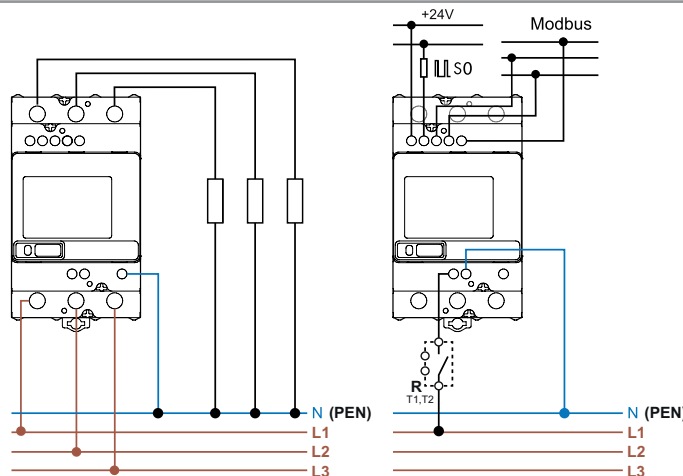 +24V
Modbus
S0
N (PEN)
L1
L2
L3
R
T1,T2
N (PEN)
L1
L2
L3